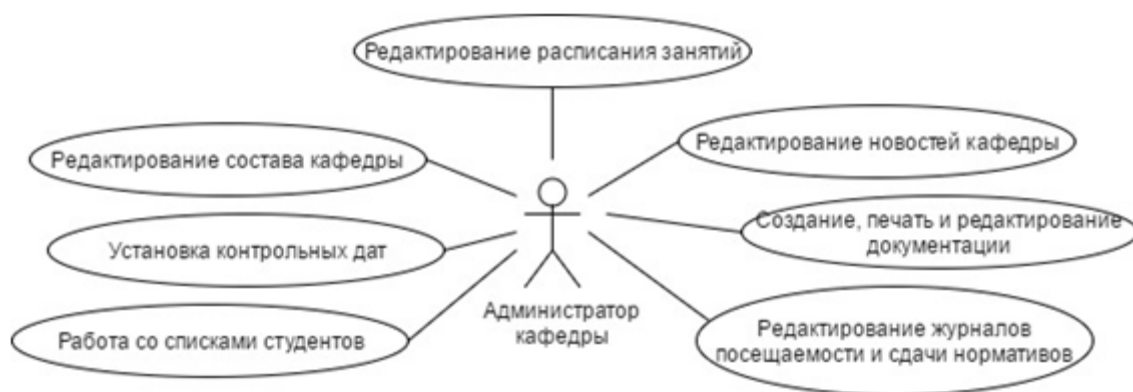 Редактирование расписания занятий
Редактирование состава кафедры
Редактирование новостей кафедры
Установка контрольных дат
Создание, печать и редактирование
документации
Администратор
кафедры
Работа со списками студентов
Редактирование журналов
посещаемости и сдачи нормативов